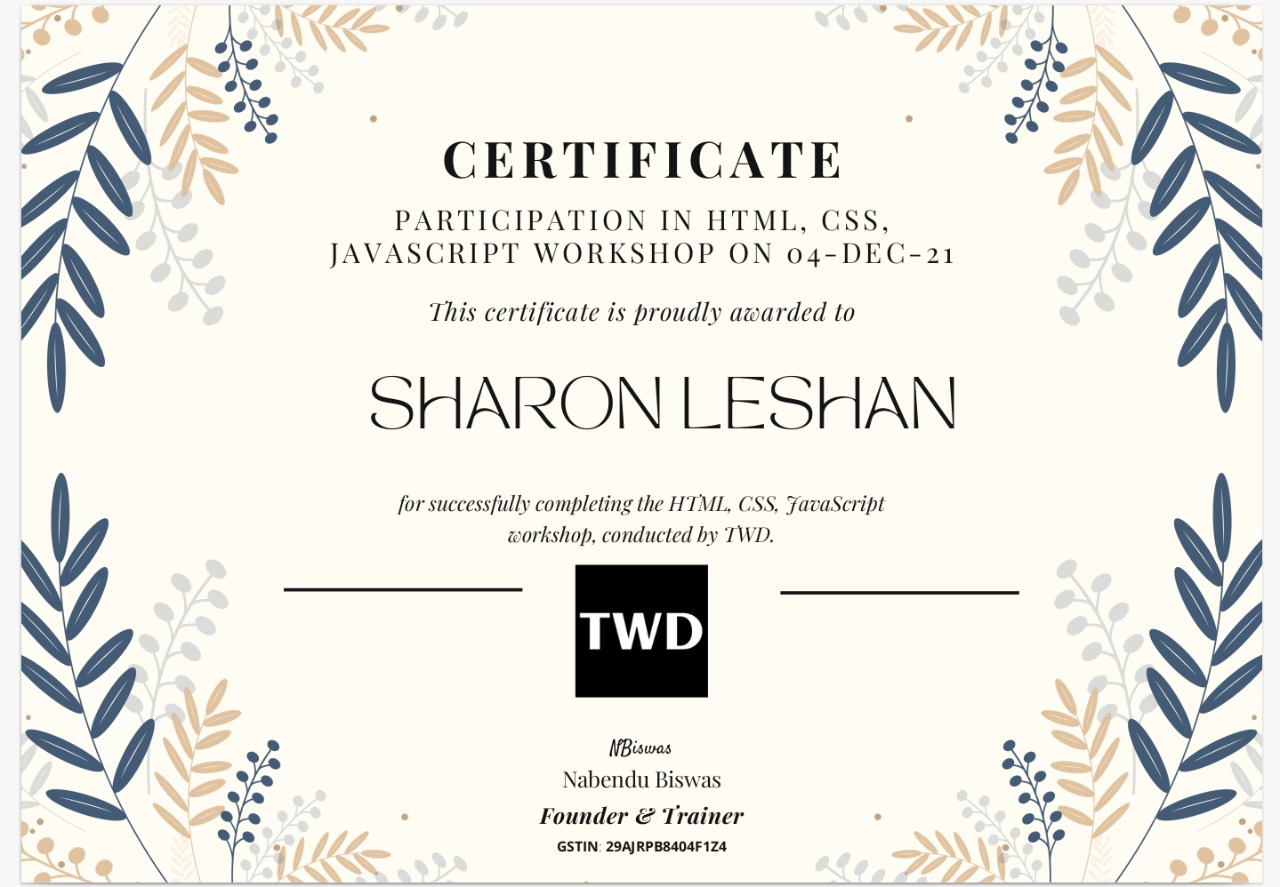 CERTIFICATE
PARTICIPATION IN HTML, CSS,
JAVASCRIPT WORKSHOP ON 04-DEC-21
This certificate is proudly awarded to
SHARON LESHAN
for successfully completing the HTML, CSS, JavaScript
workshop, conducted by TWD.
TWD
NBiswas
Nabendu Biswas
Founder & Trainer
GSTIN: 29AJRPB8404F1Z4